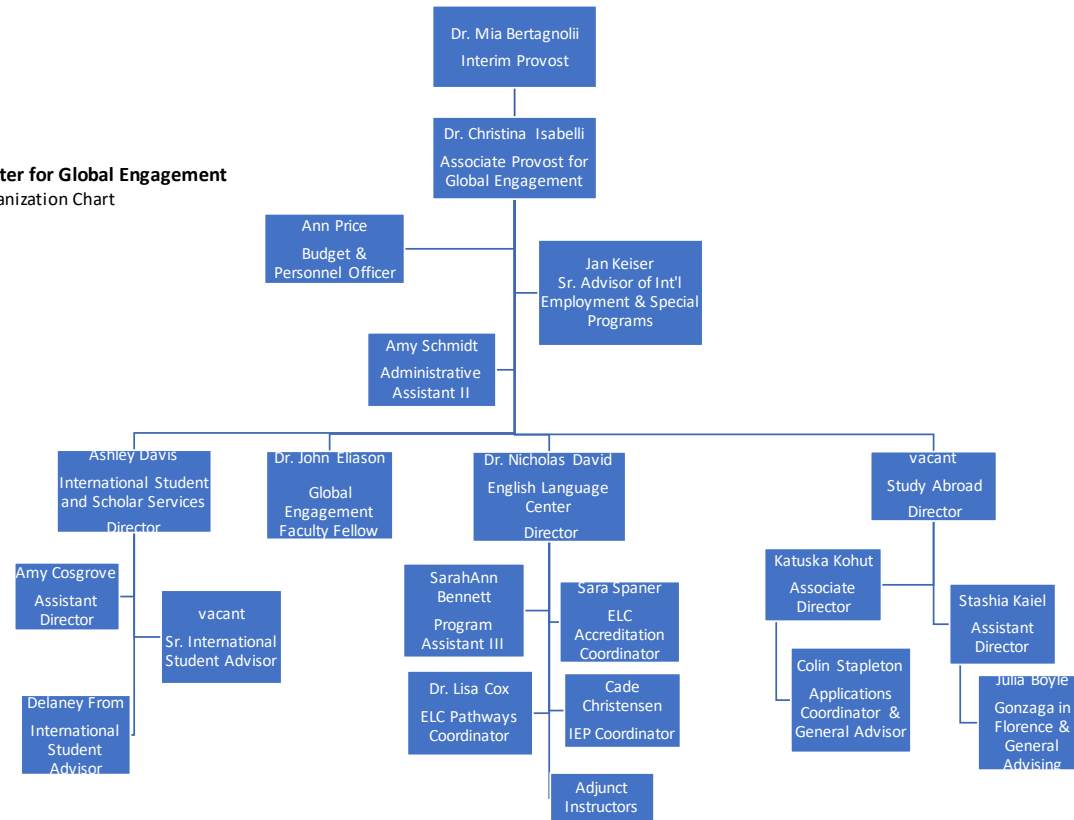 Dr. Mia Bertagnolii
Interim Provost
Dr. Christina Isabelli
Associate Provost for
Global Engagement
ter for Global Engagement
anization Chart
Ann Price
Budget &
Personnel Officer
Jan Keiser
Sr. Advisor of Int'l
Employment & Special
Programs
Amy Schmidt
Administrative
Assistant II
Ashley Davis
International Student
and Scholar Services
Director
Dr. John Eliason
Global
Engagement
Faculty Fellow
Dr. Nicholas David
English Language
Center
Director
vacant
Study Abroad
Director
Amy Cosgrove
Assistant
Director
vacant
Sr. International
Student Advisor
Delaney From
International
Student
Advisor
SarahAnn
Bennett
Program
Assistant III
Sara Spaner
ELC
Accreditation
Coordinator
Dr. Lisa Cox
ELC Pathways
Coordinator
Cade
Christensen
IEP Coordinator
Adjunct
Instructors
Katuska Kohut
Associate
Director
Stashia Kaiel
Assistant
Director
Colin Stapleton
Applications
Coordinator &
General Advisor
Julia Boyle
Gonzaga in
Florence &
General
Advising